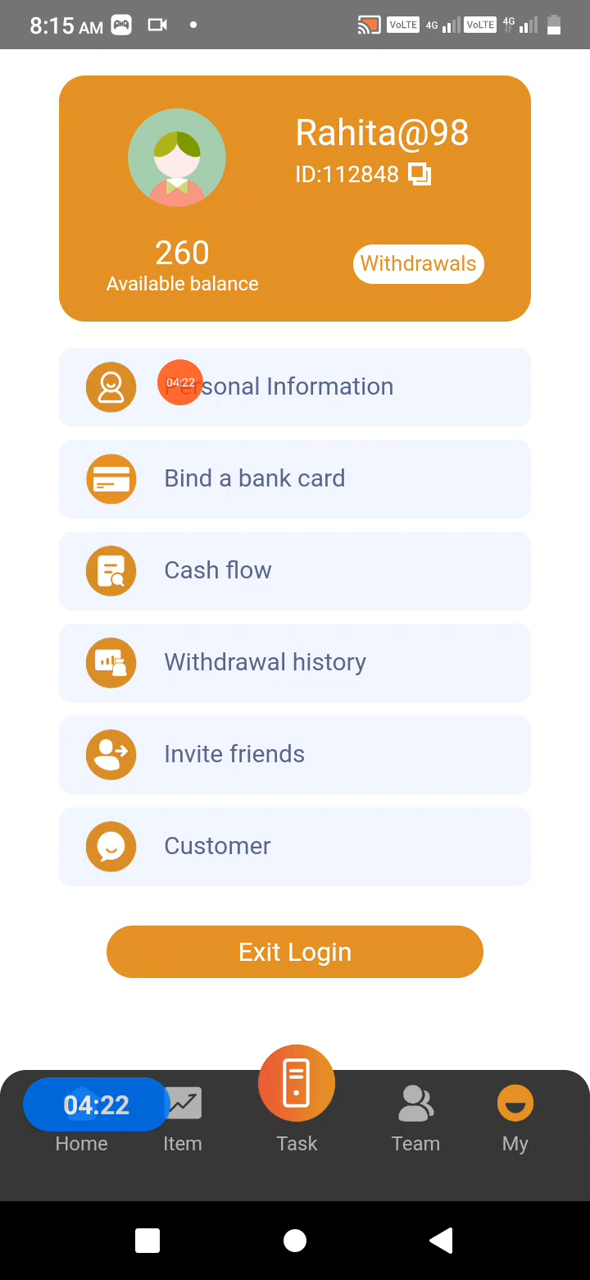 8:15 AM
VoLTE 4G VoLTE 4G
Rahita@98
ID:112848
260
Available balance
Withdrawals
04:22
Personal Information
Bind a bank card
Cash flow
Withdrawal history
Invite friends
Customer
Exit Login
04:22
Home Item Task Team My